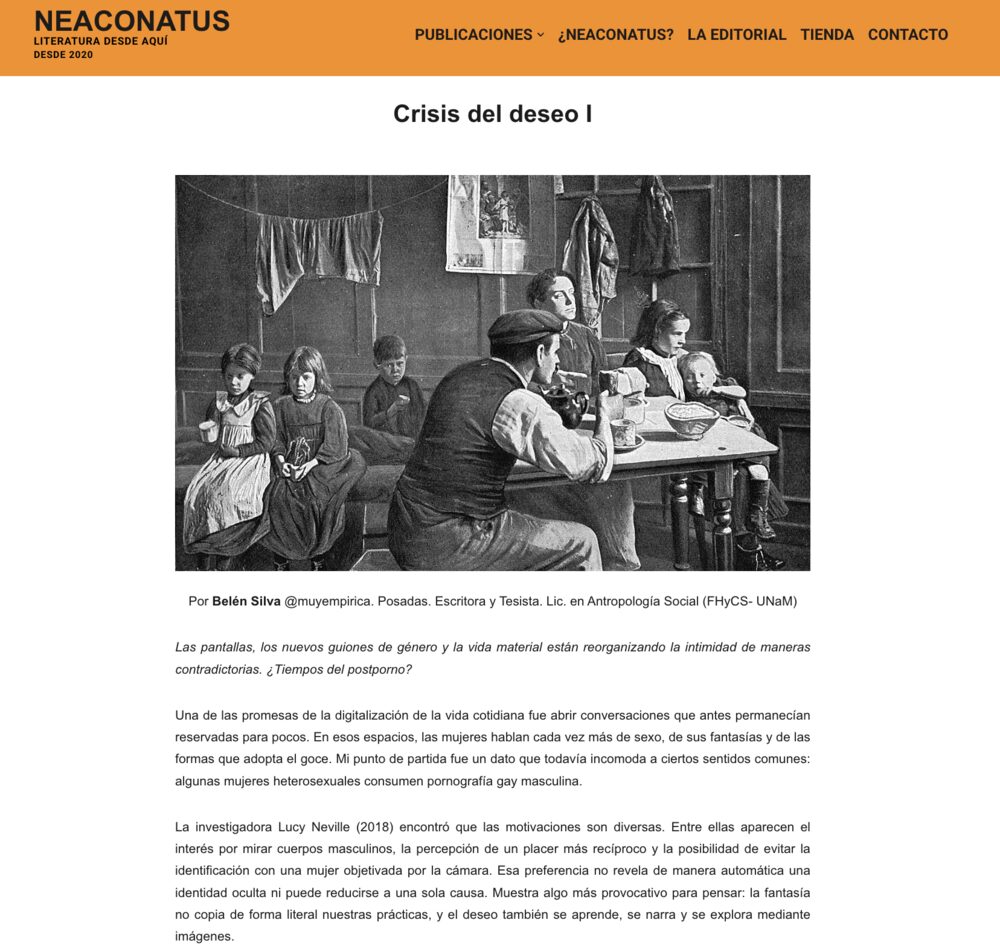 NEACONATUS
LITERATURA DESDE AQUÍ
DESDE 2020
PUBLICACIONES ¿NEACONATUS? LA EDITORIAL TIENDA CONTACTO
Crisis del deseo I
Por Belén Silva @muyempirica. Posadas. Escritora y Tesista. Lic. en Antropología Social (FHyCS- UNaM)
Las pantallas, los nuevos guiones de género y la vida material están reorganizando la intimidad de maneras
contradictorias. ¿Tiempos del postporno?
Una de las promesas de la digitalización de la vida cotidiana fue abrir conversaciones que antes permanecían
reservadas para pocos. En esos espacios, las mujeres hablan cada vez más de sexo, de sus fantasías y de las
formas que adopta el goce. Mi punto de partida fue un dato que todavía incomoda a ciertos sentidos comunes:
algunas mujeres heterosexuales consumen pornografía gay masculina.
La investigadora Lucy Neville (2018) encontró que las motivaciones son diversas. Entre ellas aparecen el
interés por mirar cuerpos masculinos, la percepción de un placer más recíproco y la posibilidad de evitar la
identificación con una mujer objetivada por la cámara. Esa preferencia no revela de manera automática una
identidad oculta ni puede reducirse a una sola causa. Muestra algo más provocativo para pensar: la fantasía
no copia de forma literal nuestras prácticas, y el deseo también se aprende, se narra y se explora mediante
imágenes.